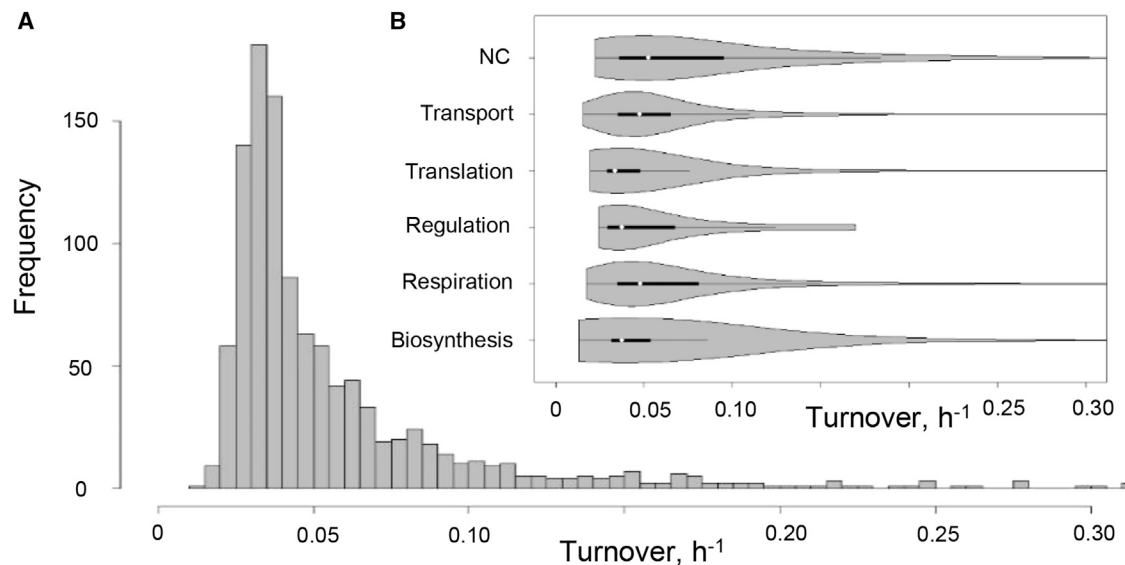 A
B
NC
Transport
Translation
Regulation
Respiration
Biosynthesis
0 0.05 0.10 0.25 0.30
Turnover, h-1
Frequency
150
100
50
0
0 0.05 0.10 0.20 0.25 0.30
Turnover, h-1